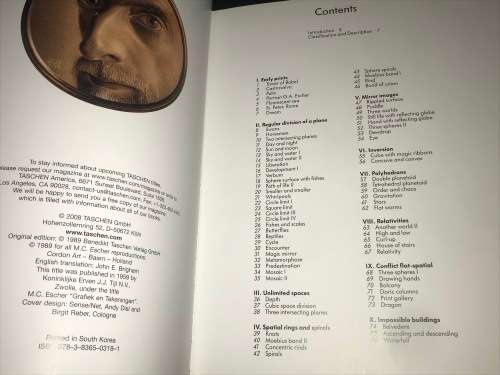 To stay informed about upcoming TASCHEN titles,
please request our magazine at www.taschen.com/magazine or write to
TASCHEN America, 6671 Sunset Boulevard, Suite 1508,
Los Angeles, CA 90028,
We will be happy to send you a free copy of our magazine
which is filled with information about all of our books.
© 2008 TASCHEN GmbH
Hohenzollernring 53, D-50672 Köln
www.taschen.com
Original edition: © 1989 Benedikt Taschen Verlag GmbH
© 1989 for all M.C. Escher reproductions
Cordon Art – Baarn – Holland
English translation: John E. Brigham
This title was published in 1959 by
Koninklijke Erven J.J. Tijl N.V.,
Zwolle, under the title
M.C. Escher "Grafiek en Tekeningen".
Cover design: Sense/Net, Andy Disl and
Birgit Reber, Cologne
Printed in South Korea
ISBN 978-3-8365-0318-1
Contents
Introduction 5
Classification and Description 7
I. Early prints
1 Tower of Babel
2 Castrovalva
3 Palm
4 Portrait G.A. Escher
5 Fluorescent sea
6 St. Peter, Rome
7 Dream
II. Regular division of a plane
8 Swans
9 Horsemen
10 Two intersecting planes
11 Day and night
12 Sun and moon
13 Sky and water I
14 Sky and water II
15 Liberation
16 Development I
17 Verbum
18 Sphere surface with fishes
19 Path of life II
20 Smaller and smaller
21 Whirlpools
22 Circle limit I
23 Square limit
24 Circle limit III
25 Circle limit IV
26 Fishes and scales
27 Butterflies
28 Reptiles
29 Cycle
30 Encounter
31 Magic mirror
32 Metamorphose
33 Predestination
34 Mosaic I
35 Mosaic II
III. Unlimited spaces
36 Depth
37 Cubic space division
38 Three intersecting planes
IV. Spatial rings and spirals
39 Knots
40 Moebius band II
41 Concentric rinds
42 Spirals
43 Sphere spirals
44 Moebius band I
45 Rind
46 Bond of union
V. Mirror images
47 Rippled surface
48 Puddle
49 Three worlds
50 Still life with reflecting globe
51 Hand with reflecting globe
52 Three spheres II
53 Dewdrop
54 Eye
VI. Inversion
55 Cube with magic ribbons
56 Concave and convex
VII. Polyhedrons
57 Double planetoid
58 Tetrahedral planetoid
59 Order and chaos
60 Gravitation
61 Stars
62 Flat worms
VIII. Relativities
63 Another world II
64 High and low
65 Curl-up
66 House of stairs
67 Relativity
IX. Conflict flat-spatial
68 Three spheres I
69 Drawing hands
70 Balcony
71 Doric columns
72 Print gallery
73 Dragon
X. Impossible buildings
74 Belvedere
75 Ascending and descending
76 Waterfall